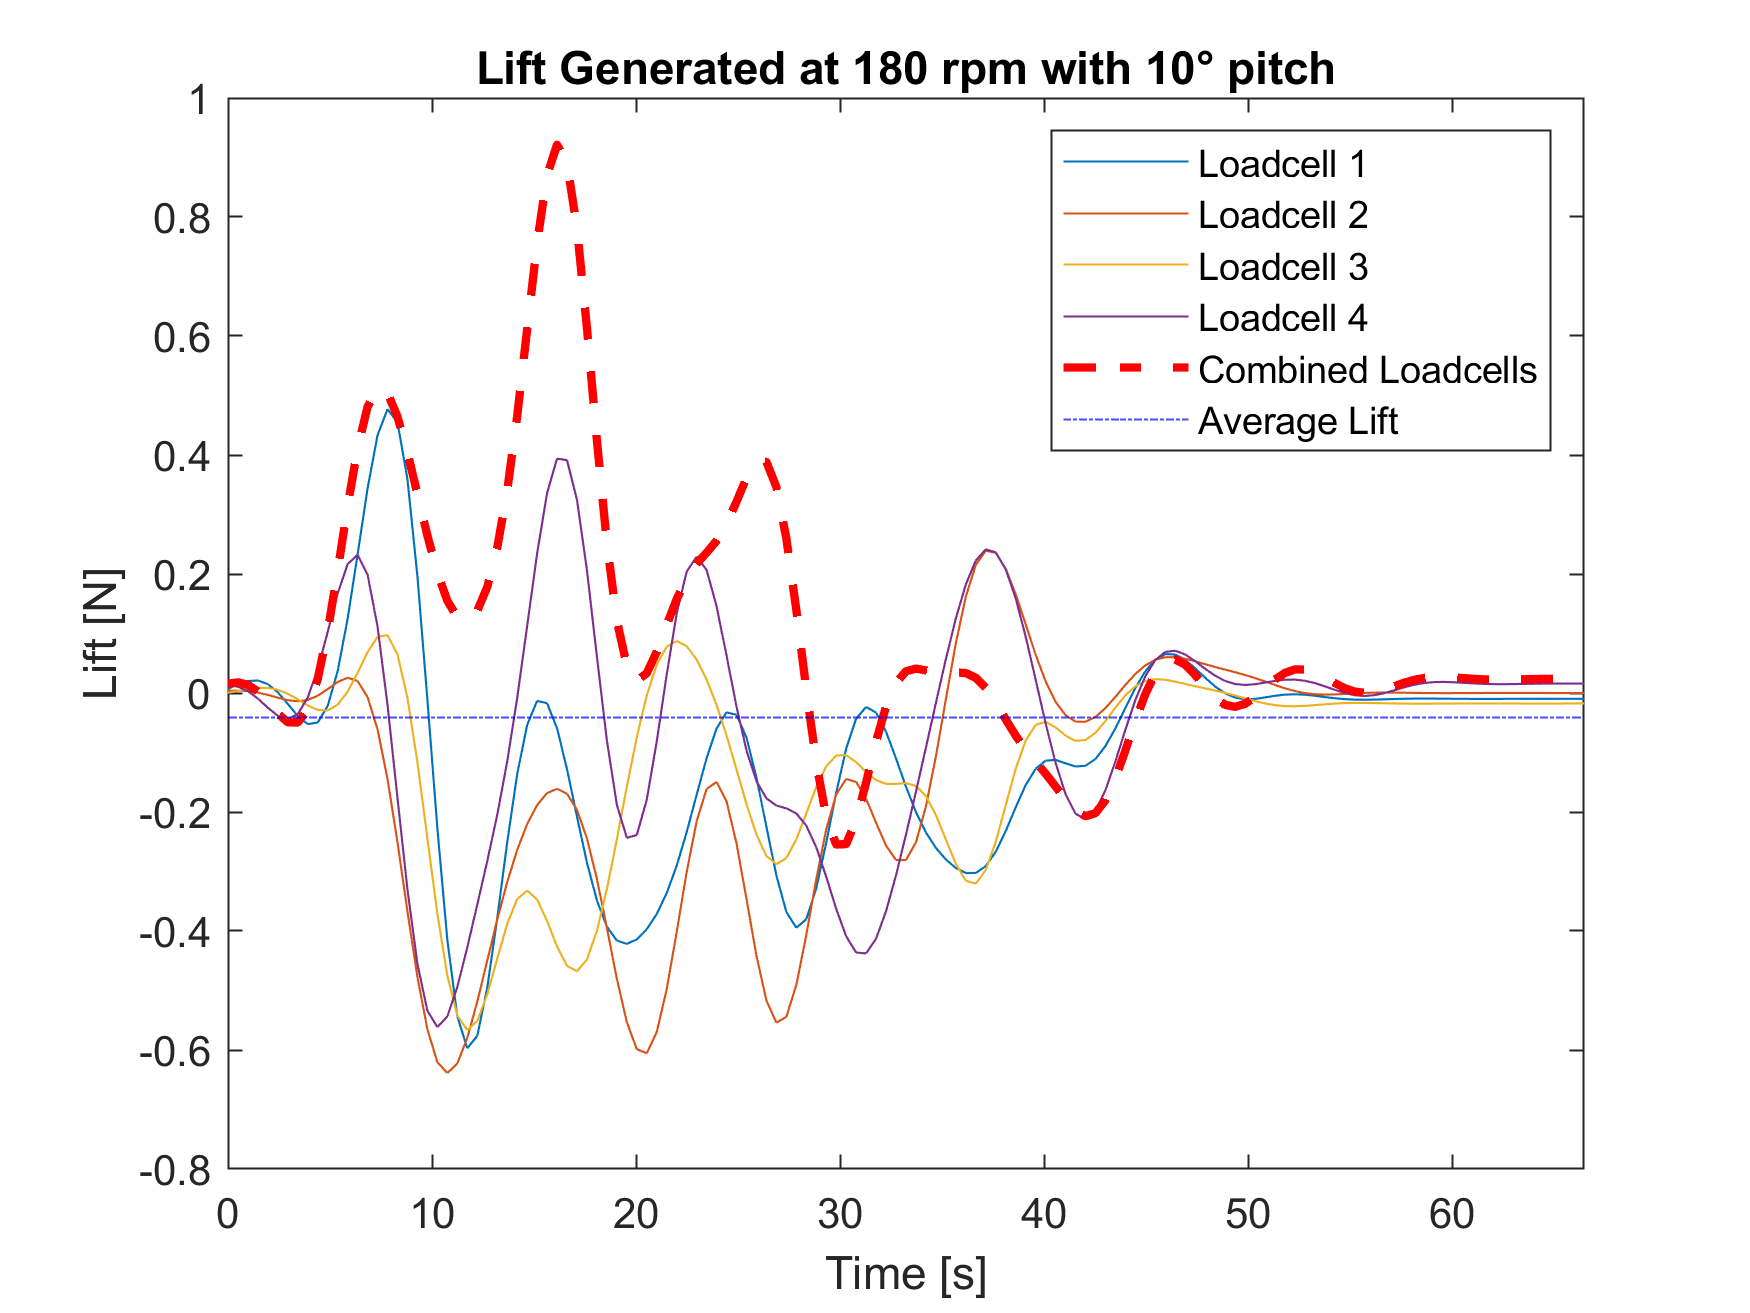 Lift Generated at 180 rpm with 10° pitch
1
0.8
0.6
0.4
0.2
0
-0.2
-0.4
-0.6
-0.8
Lift [N]
Loadcell 1
Loadcell 2
Loadcell 3
Loadcell 4
Combined Loadcells
Average Lift
0 10 20 30 40 50 60
Time [s]